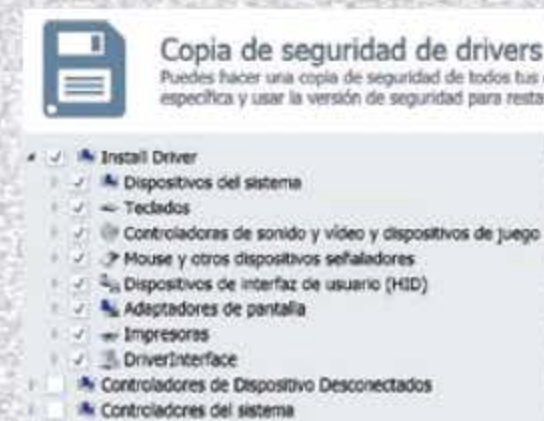 Copia de seguridad de drivers
Puedes hacer una copia de seguridad de todos tus
específica y usar la versión de seguridad para resta
Install Driver
Dispositivos del sistema
Teclados
Controladoras de sonido y vídeo y dispositivos de juego
Mouse y otros dispositivos señaladores
Dispositivos de interfaz de usuario (HID)
Adaptadores de pantalla
Impresoras
DriverInterface
Controladores de Dispositivo Desconectados
Controladores del sistema